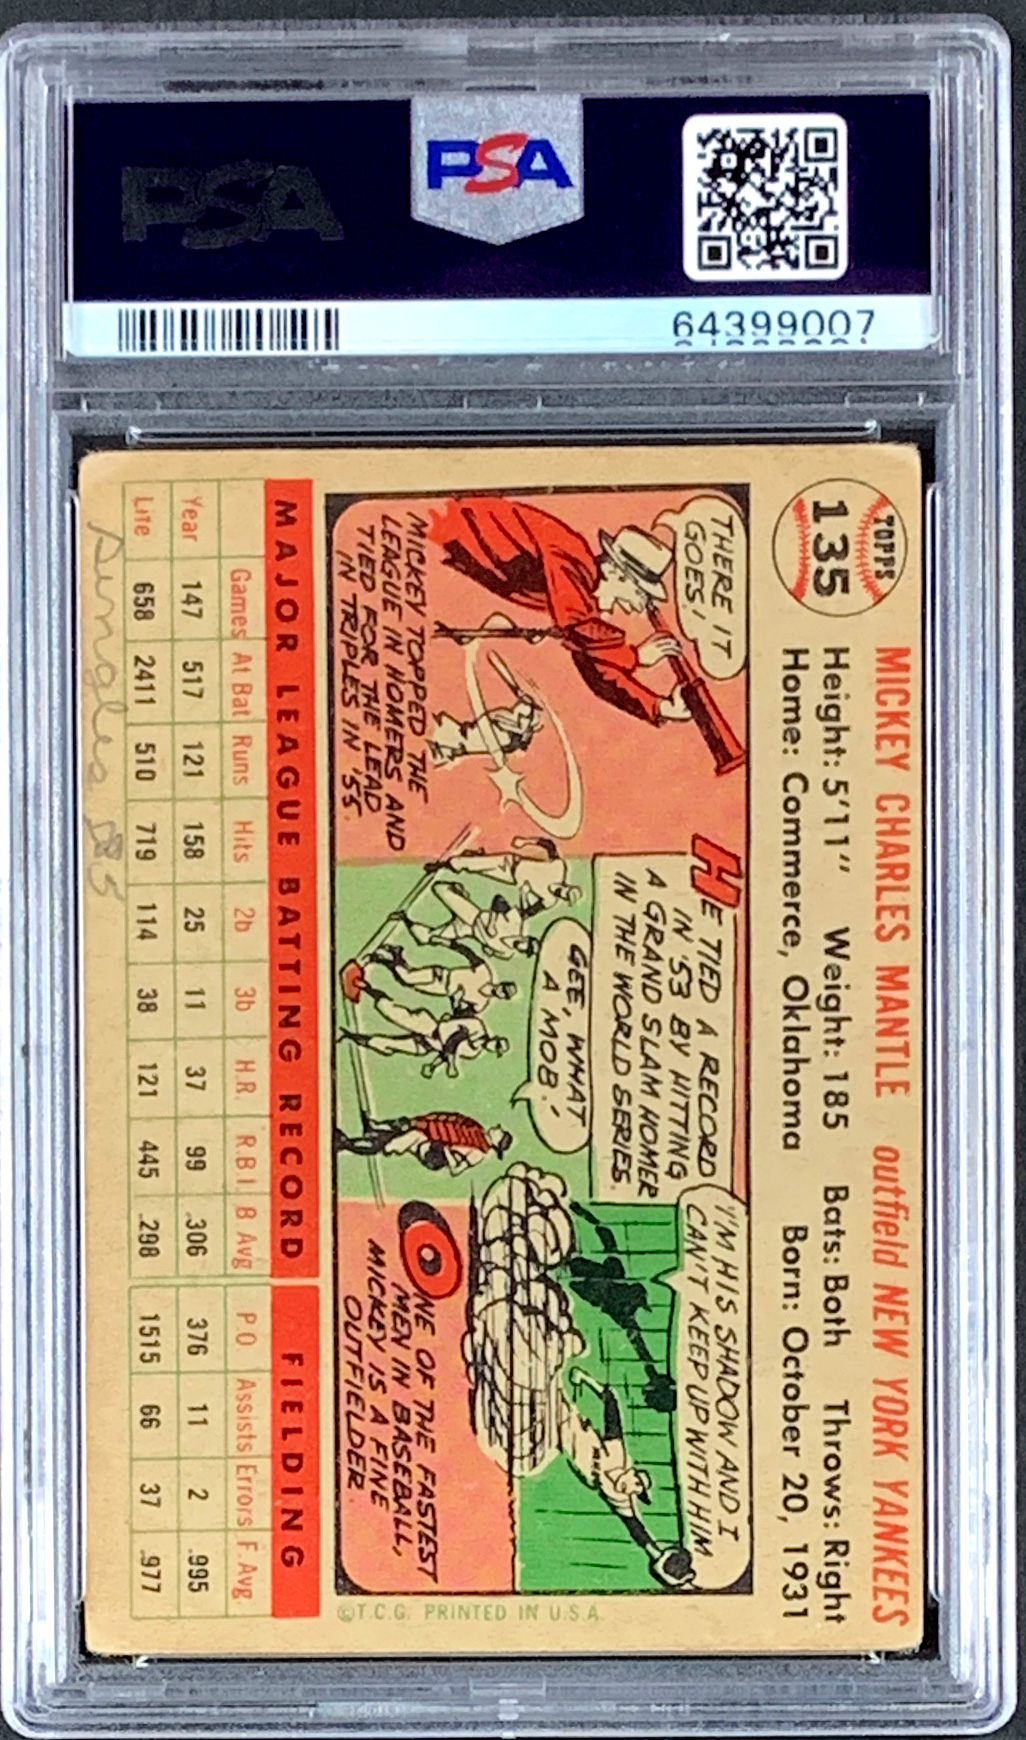 PSA
PSA
64399007
TOPPS
135
MICKEY CHARLES MANTLE outfield NEW YORK YANKEES
Height: 5'11" Weight: 185 Bats: Both Throws: Right
Home: Commerce, Oklahoma Born: October 20, 1931
THERE IT
GOES!
MICKEY TOPPED THE
LEAGUE IN HOMERS AND
TIED FOR THE LEAD
IN TRIPLES IN '55.
HE TIED A RECORD
IN '53 BY HITTING
A GRAND SLAM HOMER
IN THE WORLD SERIES.
GEE, WHAT
A MOB!
I'M HIS SHADOW AND I
CAN'T KEEP UP WITH HIM
ONE OF THE FASTEST
MEN IN BASEBALL,
MICKEY IS A FINE
OUTFIELDER.
©T.C.G. PRINTED IN U.S.A.
MAJOR LEAGUE BATTING RECORD FIELDING
Games At Bat Runs Hits 2b 3b H.R. R.B.I. B Avg P O Assists Errors F. Avg.
Year 147 517 121 158 25 11 37 99 .306 376 11 2 .995
Life 658 2411 510 719 114 38 121 445 .298 1515 66 37 .977
Singles